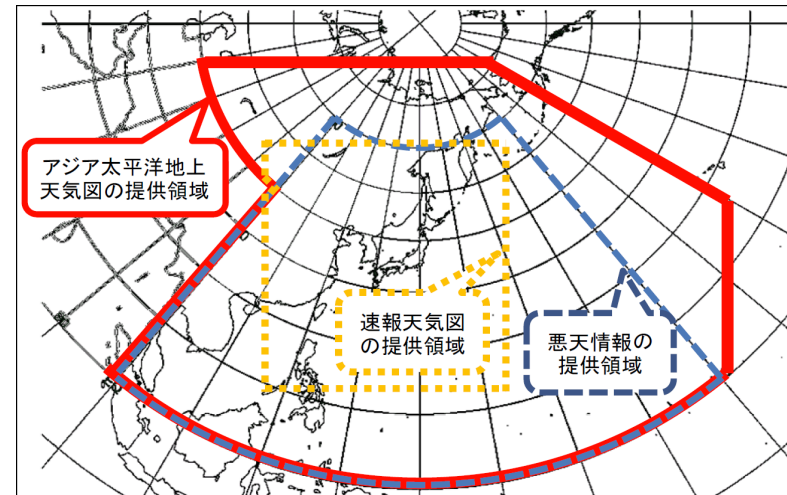 アジア太平洋地上
天気図の提供領域
速報天気図
の提供領域
悪天情報の
提供領域